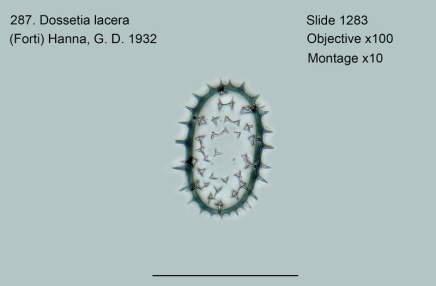 287. Dossetia lacera
(Forti) Hanna, G. D. 1932
Slide 1283
Objective x100
Montage x10